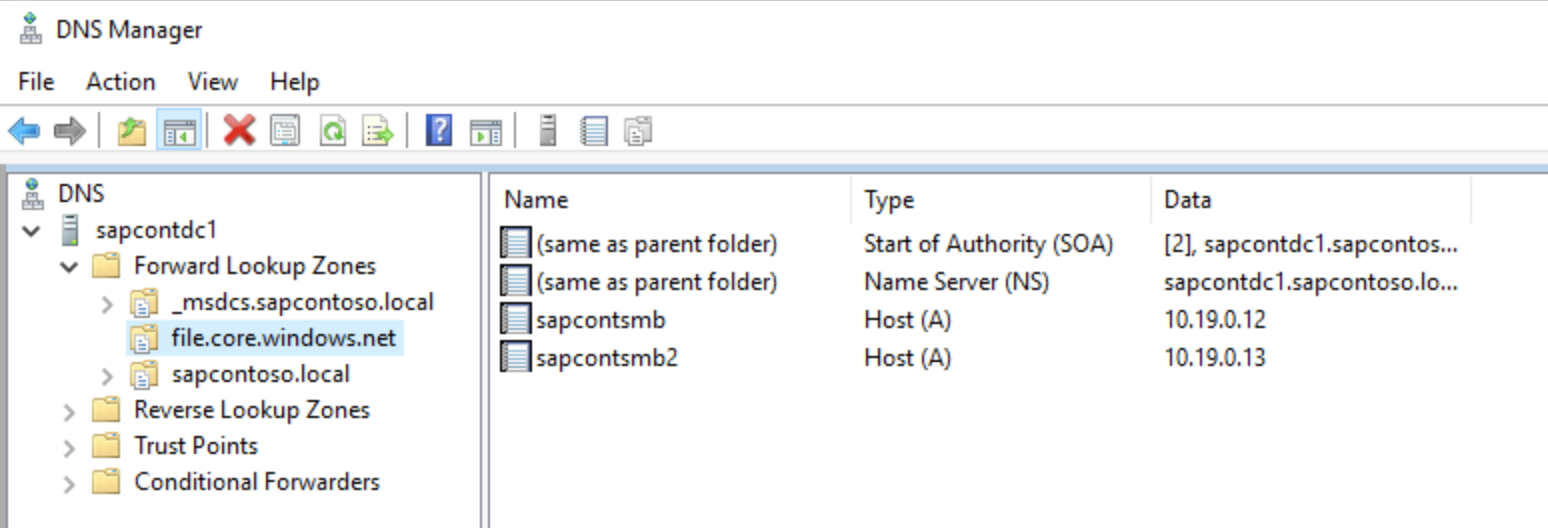 DNS Manager
File Action View Help
?
DNS
sapcontdc1
Forward Lookup Zones
_msdcs.sapcontoso.local
file.core.windows.net
sapcontoso.local
Reverse Lookup Zones
Trust Points
Conditional Forwarders
Name Type Data
(same as parent folder) Start of Authority (SOA) [2], sapcontdc1.sapcontos...
(same as parent folder) Name Server (NS) sapcontdc1.sapcontoso.lo...
sapcontsmb Host (A) 10.19.0.12
sapcontsmb2 Host (A) 10.19.0.13